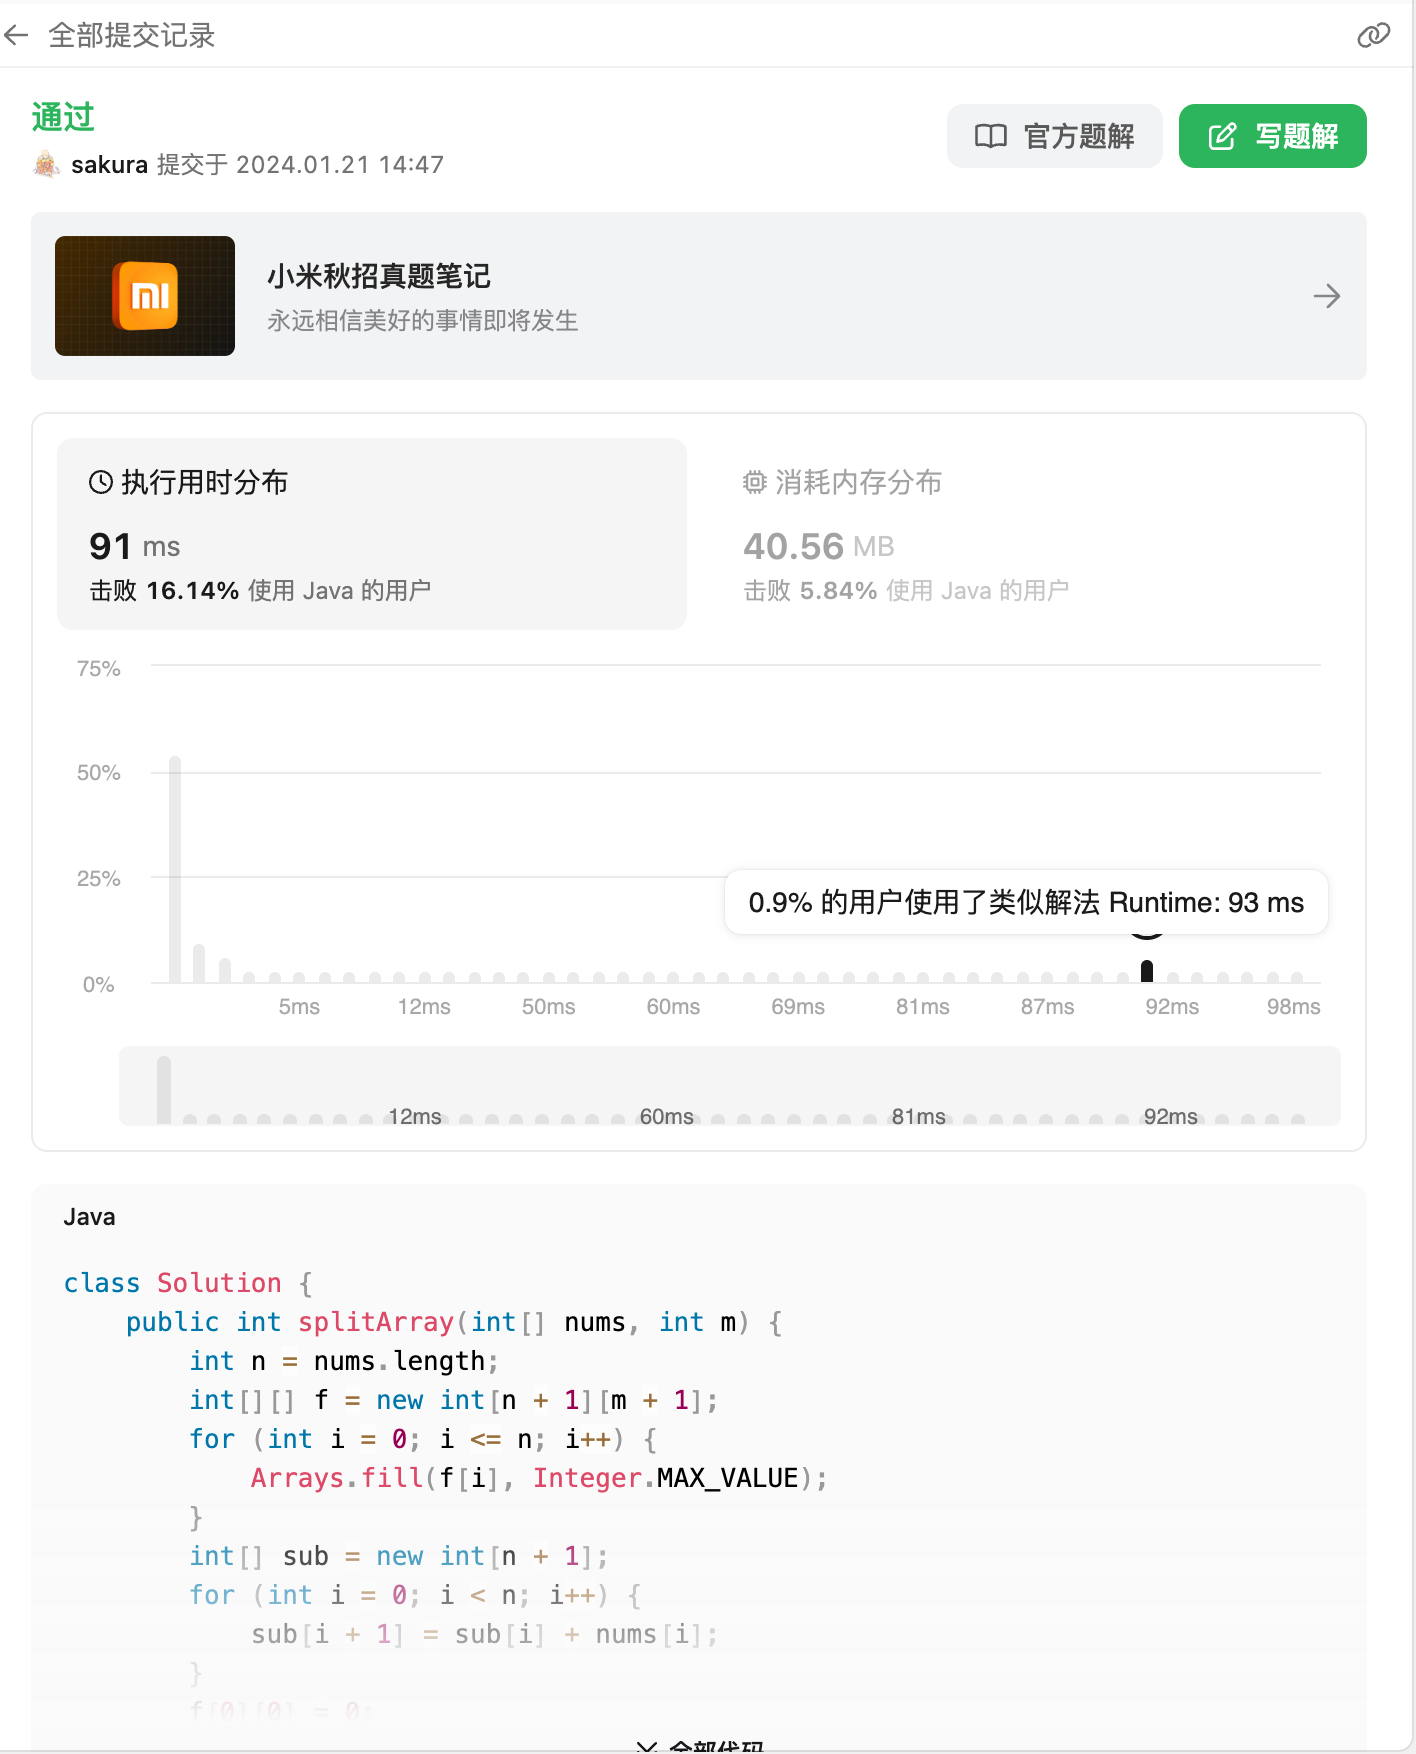 全部提交记录
通过
官方题解
写题解
sakura 提交于 2024.01.21 14:47
小米秋招真题笔记
永远相信美好的事情即将发生
执行用时分布
91 ms
击败 16.14% 使用 Java 的用户
消耗内存分布
40.56 MB
击败 5.84% 使用 Java 的用户
75%
50%
25%
0%
0.9% 的用户使用了类似解法 Runtime: 93 ms
5ms 12ms 50ms 60ms 69ms 81ms 87ms 92ms 98ms
12ms 60ms 81ms 92ms
Java
class Solution {
    public int splitArray(int[] nums, int m) {
        int n = nums.length;
        int[][] f = new int[n + 1][m + 1];
        for (int i = 0; i <= n; i++) {
            Arrays.fill(f[i], Integer.MAX_VALUE);
        }
        int[] sub = new int[n + 1];
        for (int i = 0; i < n; i++) {
            sub[i + 1] = sub[i] + nums[i];
        }
        f[0][0] = 0;
全部代码